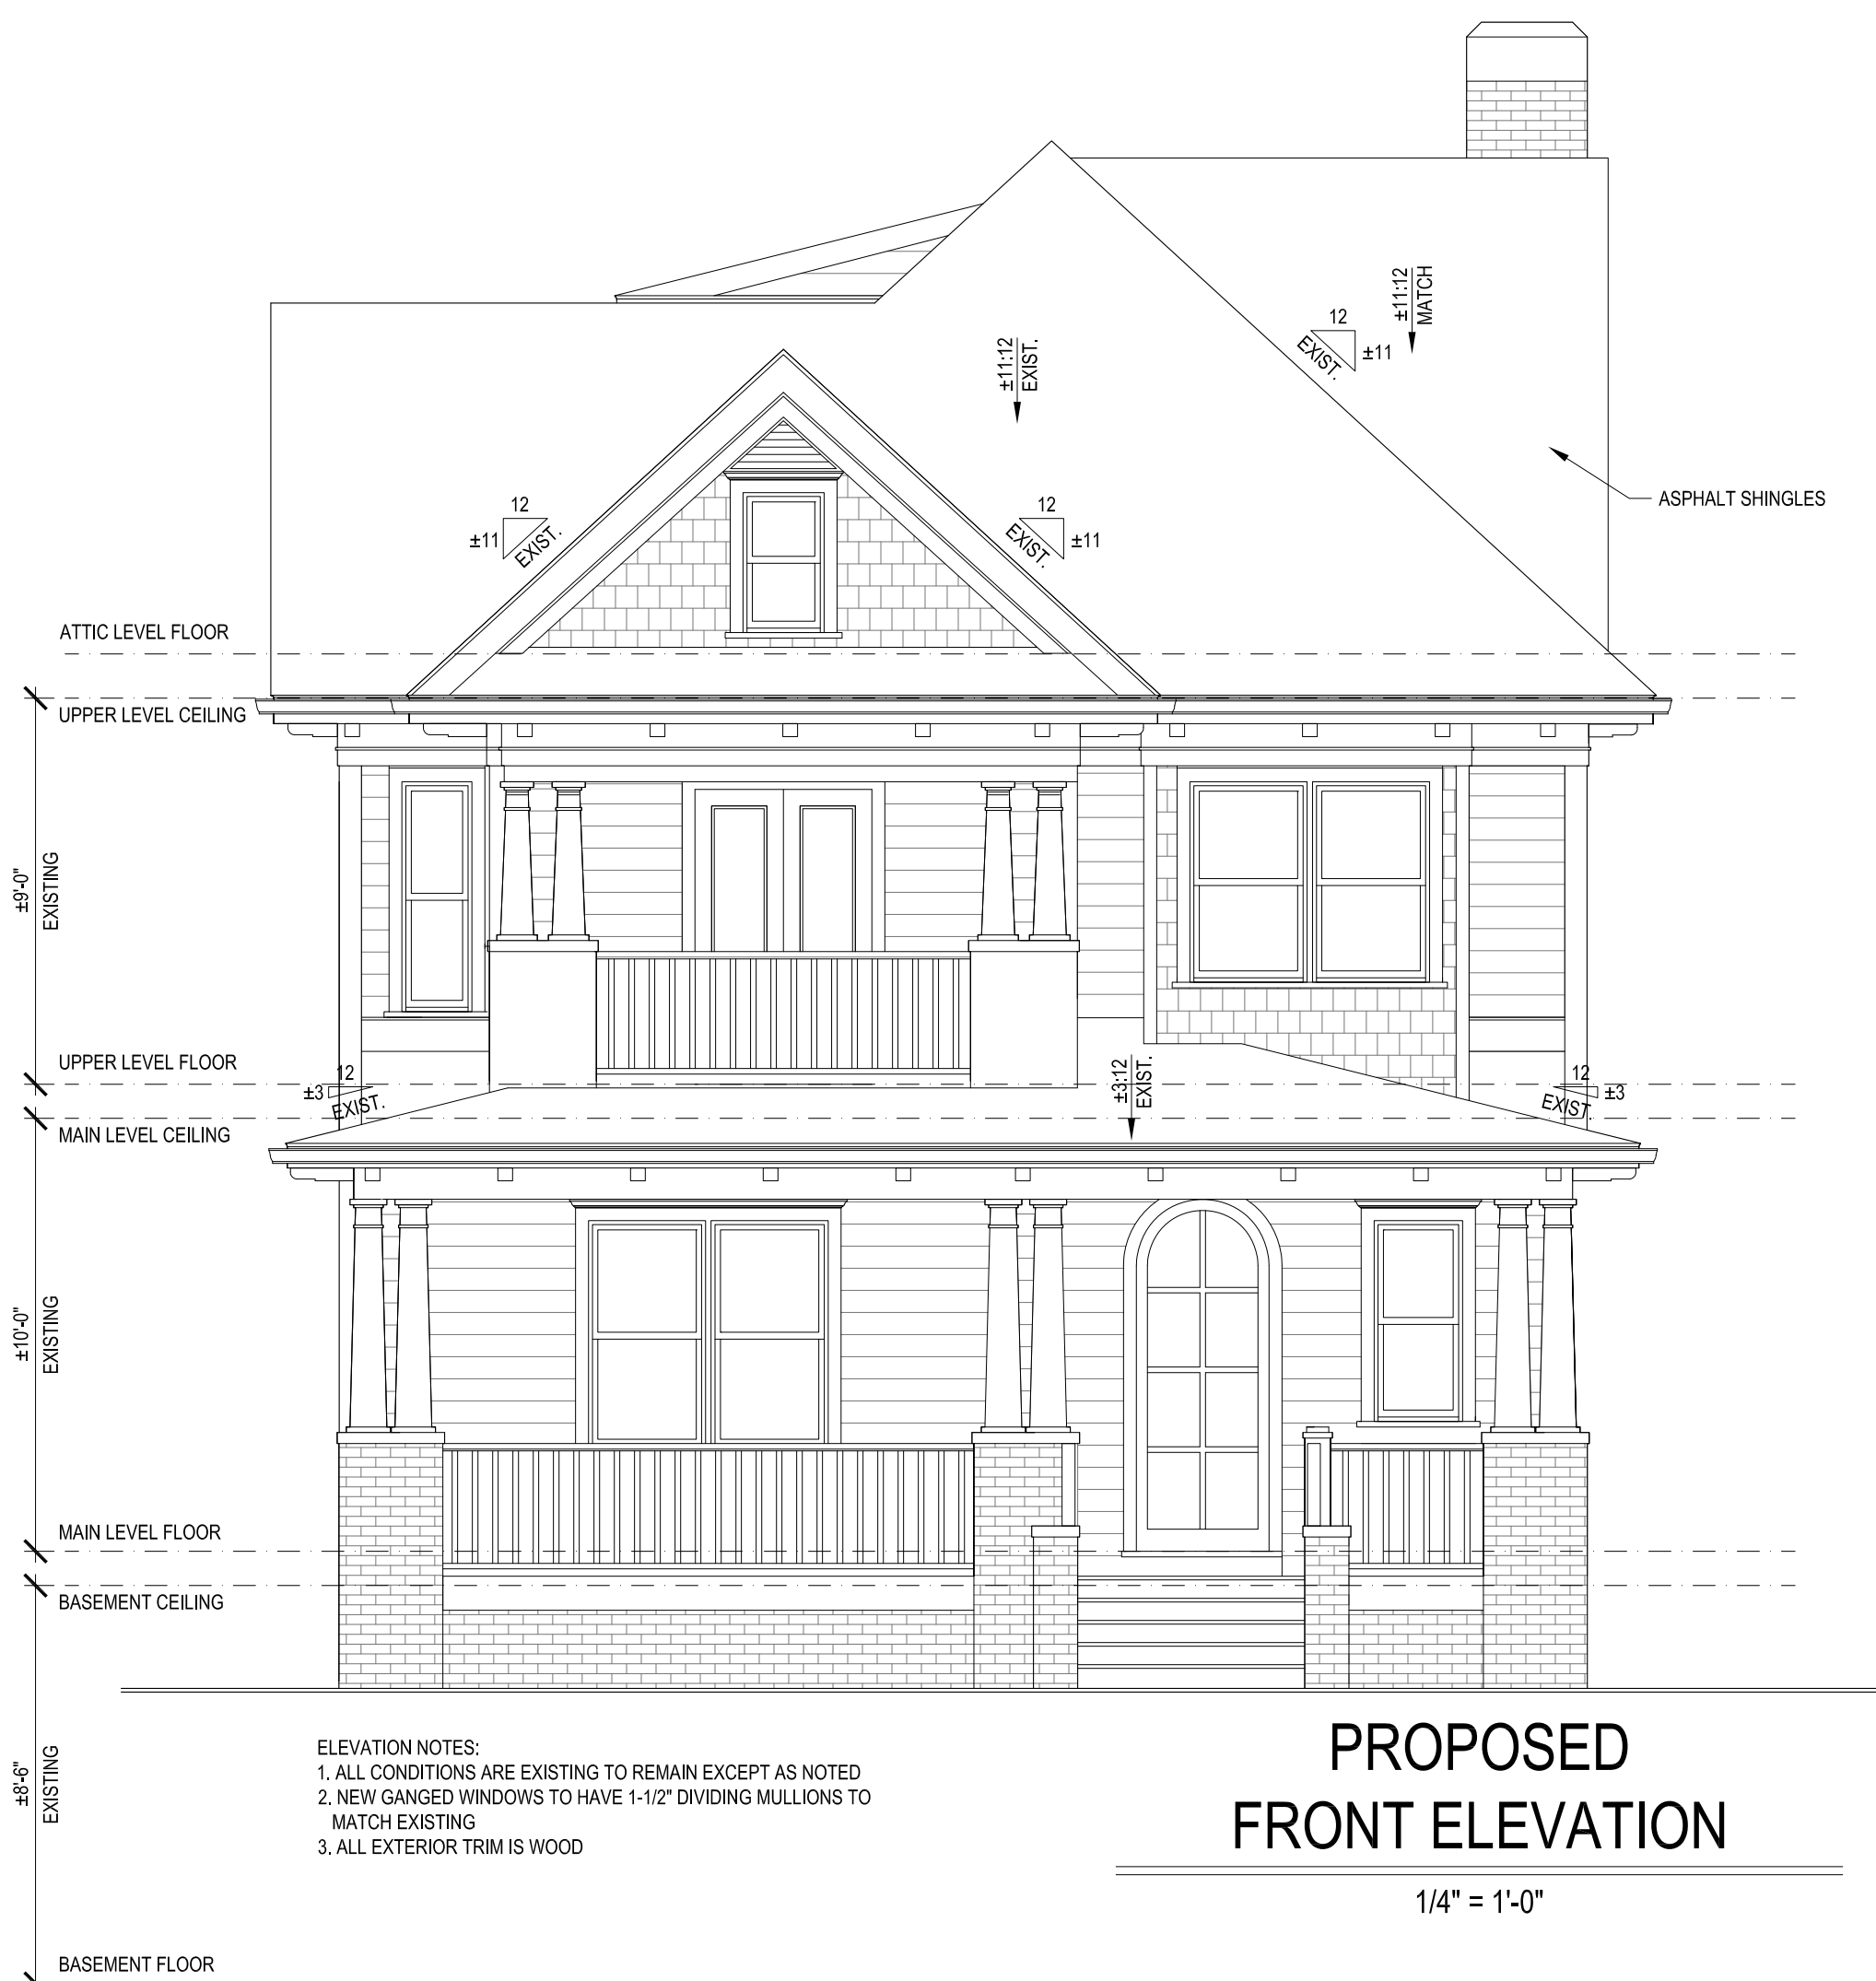 ±11:12
MATCH
12
±11
EXIST.
±11:12
EXIST.
ASPHALT SHINGLES
12
±11
EXIST.
12
±11
EXIST.
ATTIC LEVEL FLOOR
UPPER LEVEL CEILING
±9'-0"
EXISTING
UPPER LEVEL FLOOR
12
±3
EXIST.
±3:12
EXIST.
12
±3
EXIST.
MAIN LEVEL CEILING
±10'-0"
EXISTING
MAIN LEVEL FLOOR
BASEMENT CEILING
±8'-6"
EXISTING
BASEMENT FLOOR
ELEVATION NOTES:
1. ALL CONDITIONS ARE EXISTING TO REMAIN EXCEPT AS NOTED
2. NEW GANGED WINDOWS TO HAVE 1-1/2" DIVIDING MULLIONS TO
MATCH EXISTING
3. ALL EXTERIOR TRIM IS WOOD
PROPOSED
FRONT ELEVATION
1/4" = 1'-0"